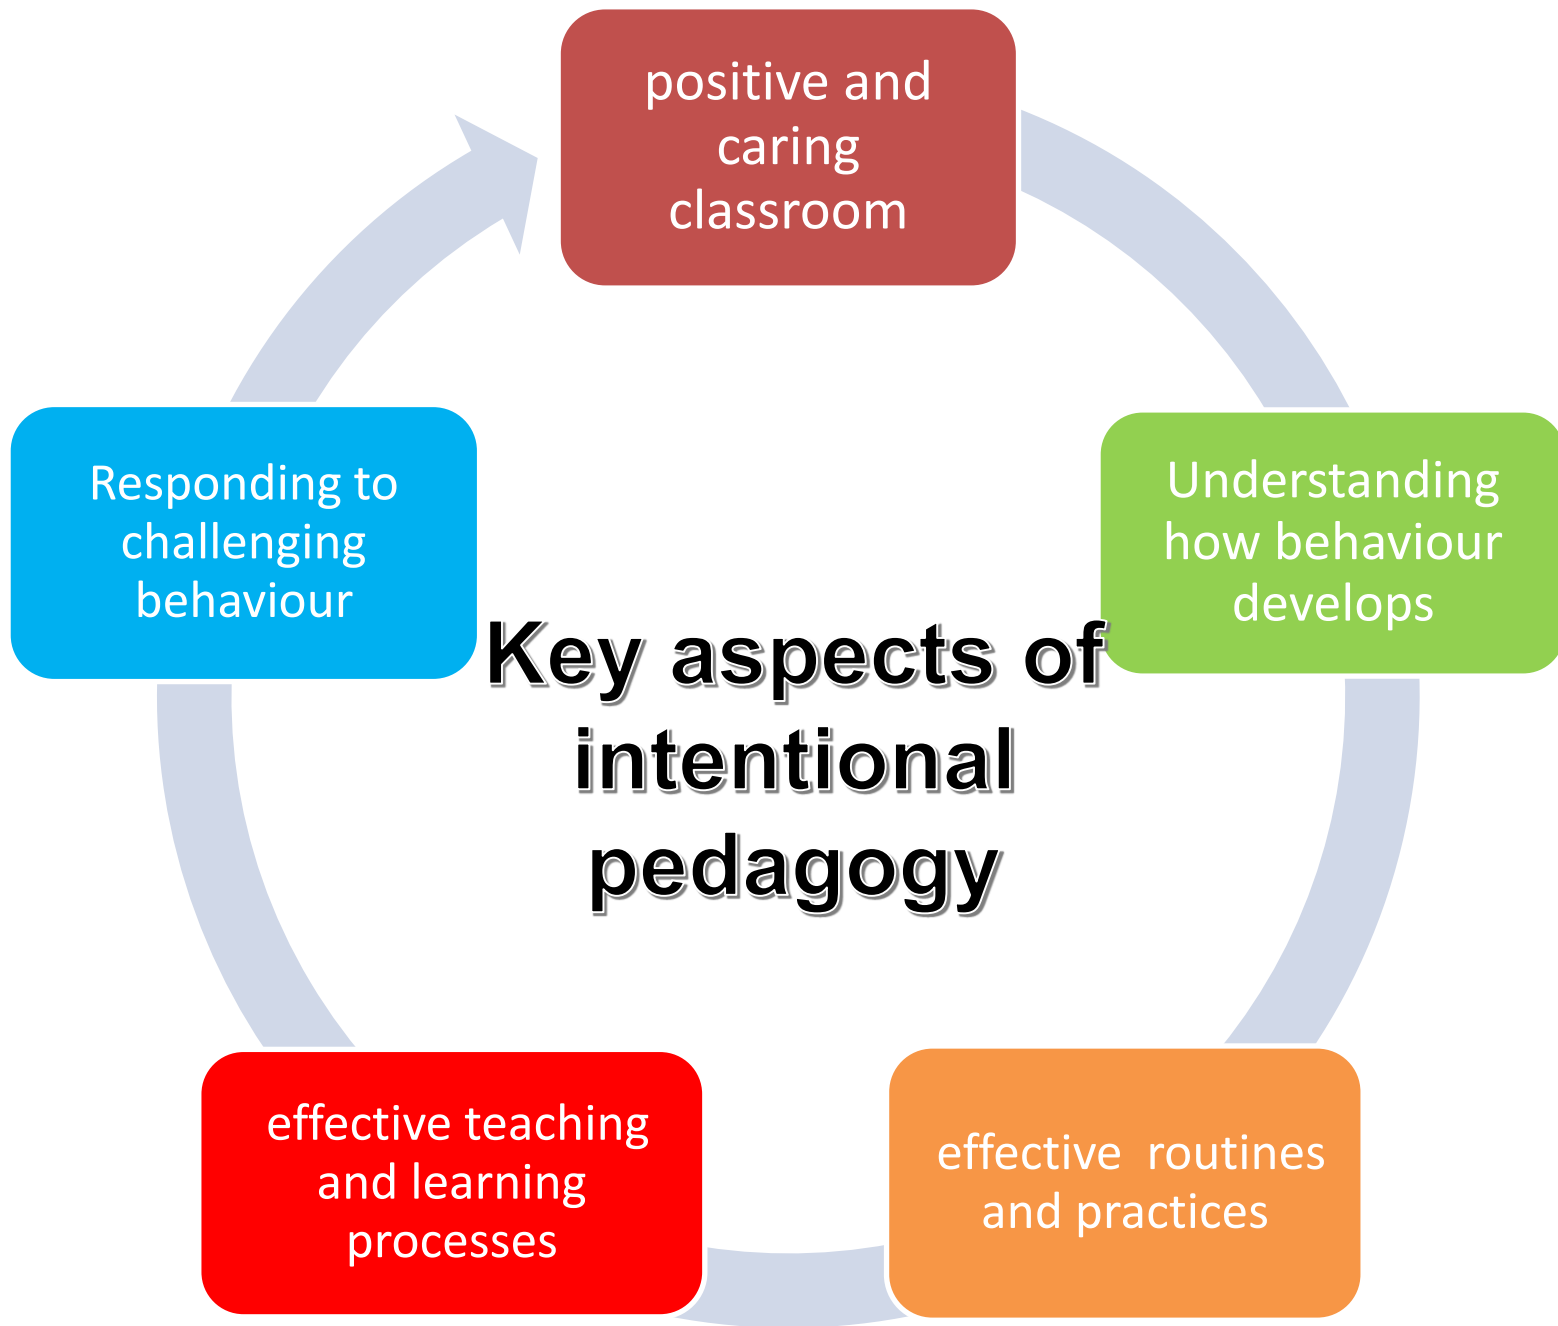 positive and
caring
classroom
Understanding
how behaviour
develops
effective  routines
and practices
effective teaching
and learning
processes
Responding to
challenging
behaviour
Key aspects of
intentional
pedagogy